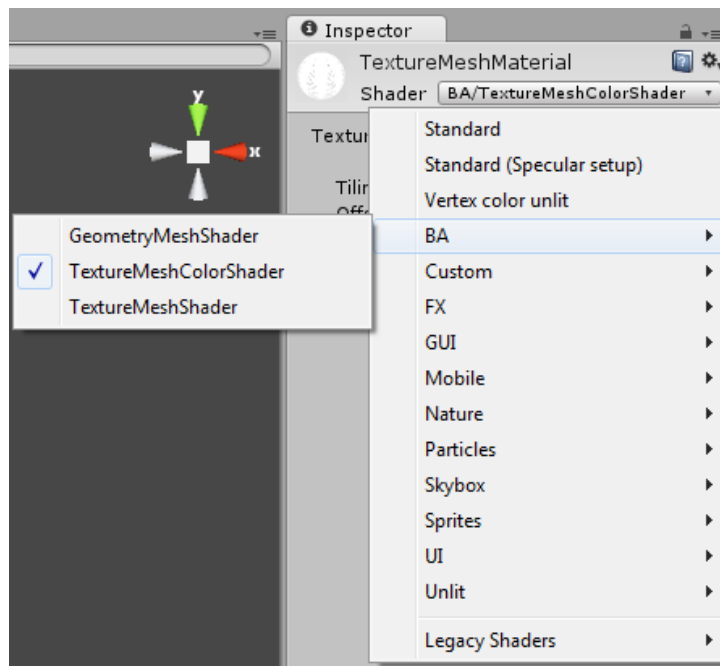 Inspector
TextureMeshMaterial
Shader BA/TextureMeshColorShader
y
x
Standard
Standard (Specular setup)
Vertex color unlit
BA
GeometryMeshShader
TextureMeshColorShader
TextureMeshShader
Custom
FX
GUI
Mobile
Nature
Particles
Skybox
Sprites
UI
Unlit
Legacy Shaders